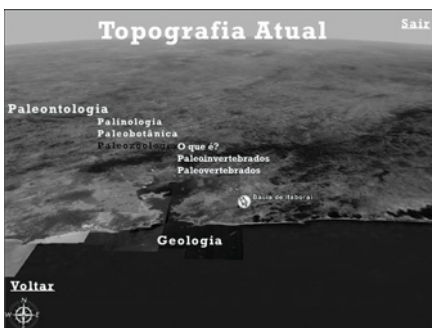 Topografia Atual
Sair
Paleontologia
Palinologia
Paleobotânica
Paleozoologia
O que é?
Paleoinvertebrados
Paleovertebrados
Bacia de Itaboraí
Geologia
Voltar
N
W E
S